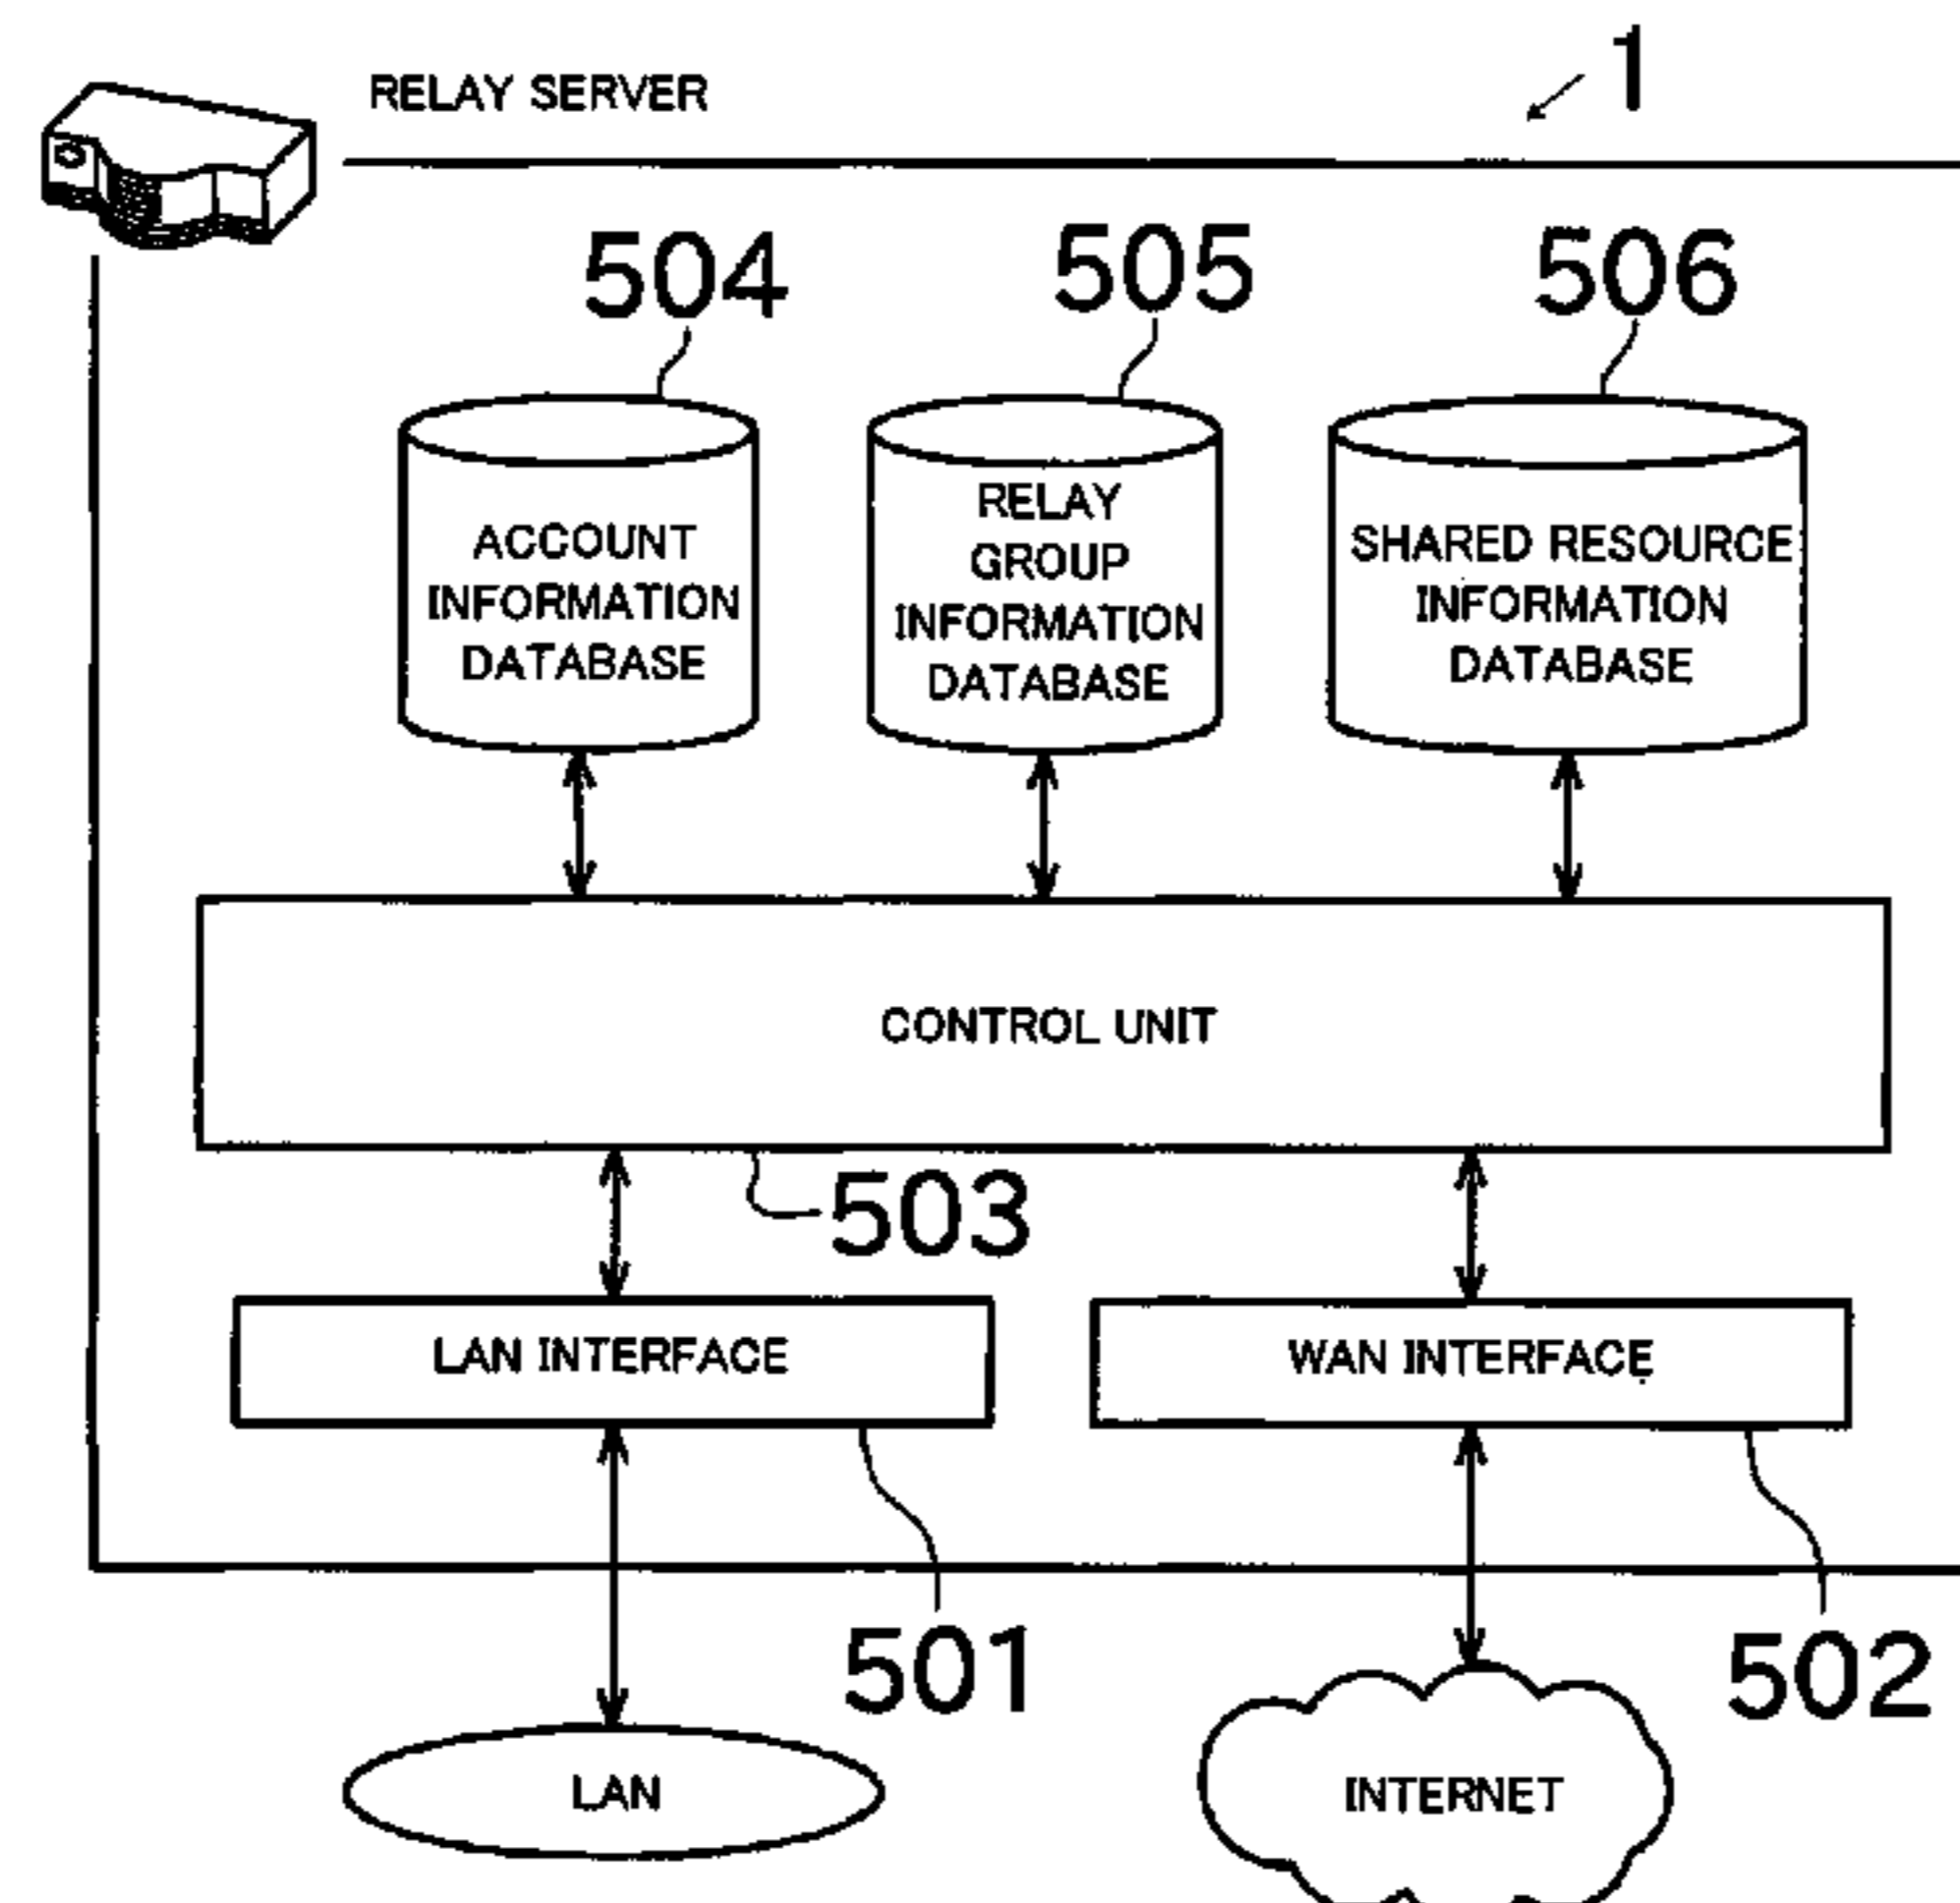 RELAY SERVER
1
504
505
506
ACCOUNT
INFORMATION
DATABASE
RELAY
GROUP
INFORMATION
DATABASE
SHARED RESOURCE
INFORMATION
DATABASE
CONTROL UNIT
503
LAN INTERFACE
WAN INTERFACE
501
502
LAN
INTERNET